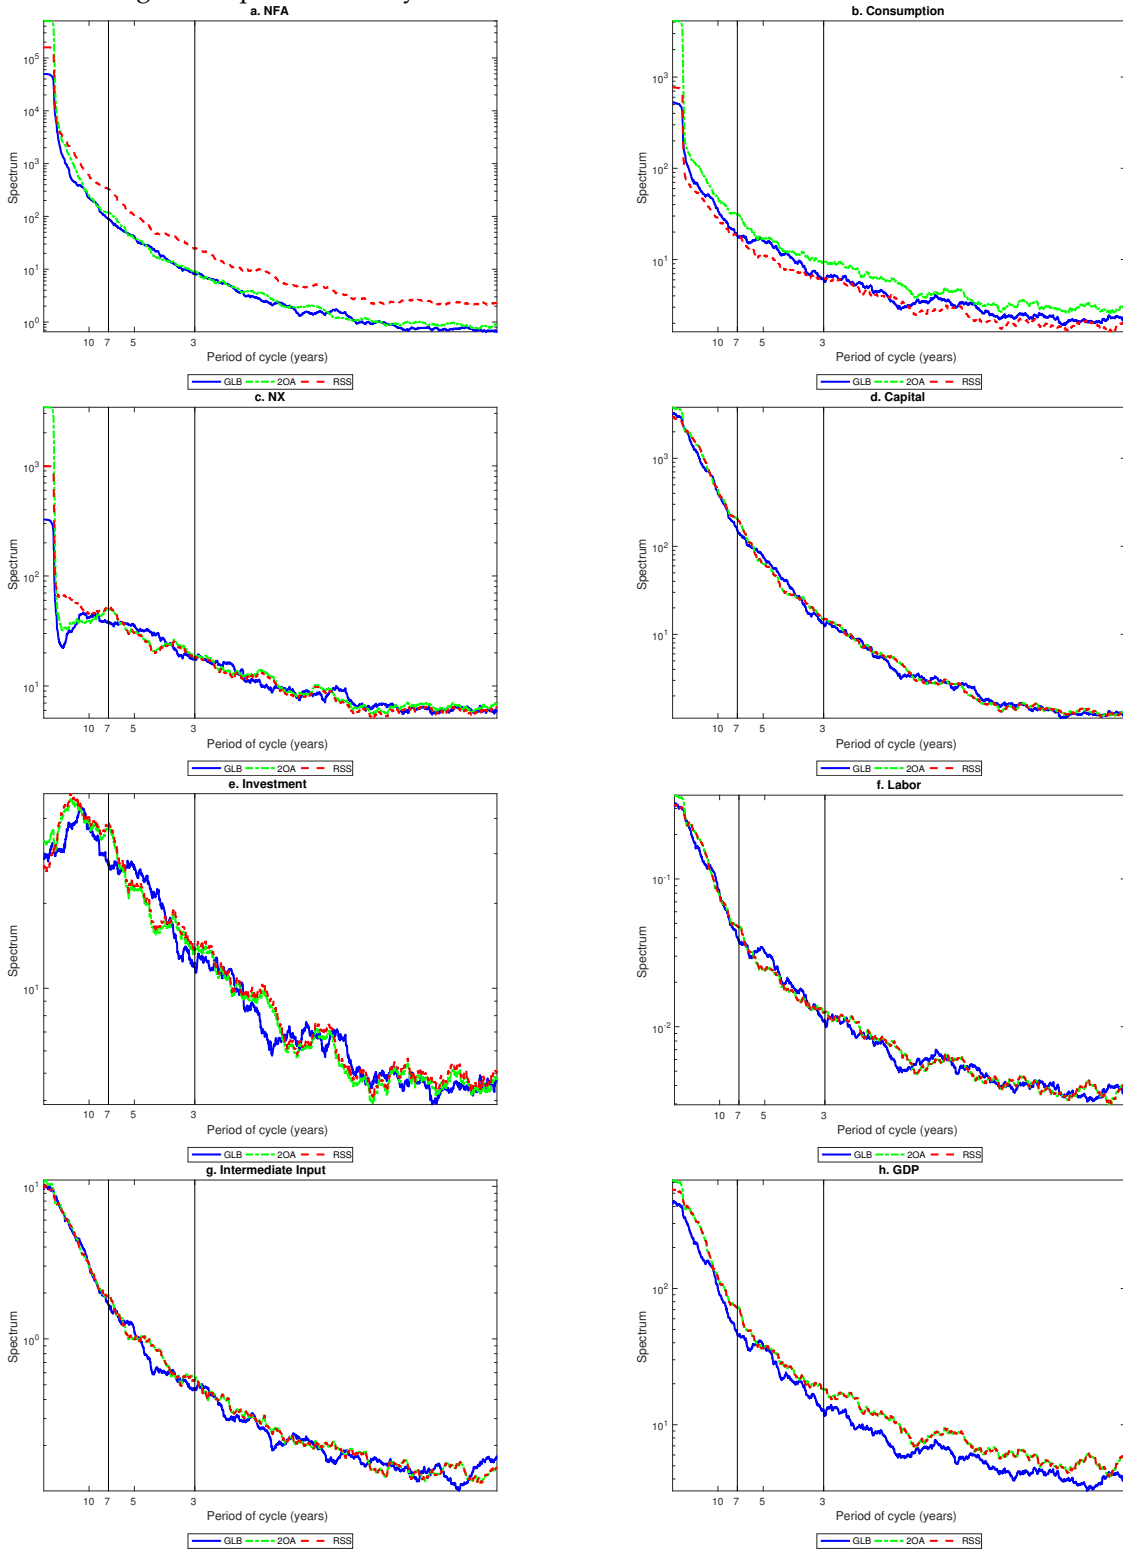 a. NFA
Spectrum
10^5
10^4
10^3
10^2
10^1
10^0
10 7 5 3
Period of cycle (years)
GLB 2OA RSS
b. Consumption
Spectrum
10^3
10^2
10^1
10 7 5 3
Period of cycle (years)
GLB 2OA RSS
c. NX
Spectrum
10^3
10^2
10^1
10 7 5 3
Period of cycle (years)
GLB 2OA RSS
d. Capital
Spectrum
10^3
10^2
10^1
10 7 5 3
Period of cycle (years)
GLB 2OA RSS
e. Investment
Spectrum
10^1
10 7 5 3
Period of cycle (years)
GLB 2OA RSS
f. Labor
Spectrum
10^-1
10^-2
10 7 5 3
Period of cycle (years)
GLB 2OA RSS
g. Intermediate Input
Spectrum
10^1
10^0
10 7 5 3
Period of cycle (years)
GLB 2OA RSS
h. GDP
Spectrum
10^2
10^1
10 7 5 3
Period of cycle (years)
GLB 2OA RSS